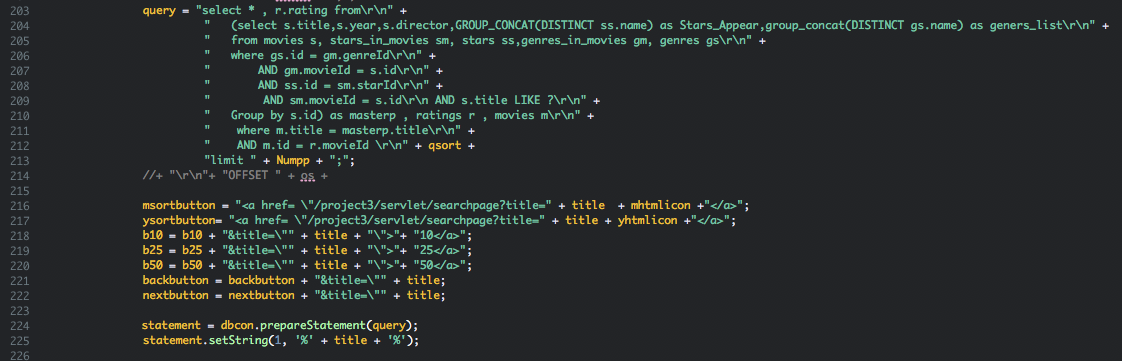 203 query = "select * , r.rating from\r\n" +
204 "   (select s.title,s.year,s.director,GROUP_CONCAT(DISTINCT ss.name) as Stars_Appear,group_concat(DISTINCT gs.name) as geners_list\r\n" +
205 "   from movies s, stars_in_movies sm, stars ss,genres_in_movies gm, genres gs\r\n" +
206 "   where gs.id = gm.genreId\r\n" +
207 "       AND gm.movieId = s.id\r\n" +
208 "       AND ss.id = sm.starId\r\n" +
209 "        AND sm.movieId = s.id\r\n AND s.title LIKE ?\r\n" +
210 "   Group by s.id) as masterp , ratings r , movies m\r\n" +
211 "    where m.title = masterp.title\r\n" +
212 "    AND m.id = r.movieId \r\n" + qsort +
213 "limit " + Numpp + ";";
214 //+ "\r\n"+ "OFFSET " + os +
215
216 msortbutton = "<a href= \"/project3/servlet/searchpage?title=" + title  + mhtmlicon +"</a>";
217 ysortbutton= "<a href= \"/project3/servlet/searchpage?title=" + title + yhtmlicon +"</a>";
218 b10 = b10 + "&title=\"" + title + "\">"+ "10</a>";
219 b25 = b25 + "&title=\"" + title + "\">"+ "25</a>";
220 b50 = b50 + "&title=\"" + title + "\">"+ "50</a>";
221 backbutton = backbutton + "&title=\"" + title;
222 nextbutton = nextbutton + "&title=\"" + title;
223
224 statement = dbcon.prepareStatement(query);
225 statement.setString(1, '%' + title + '%');
226